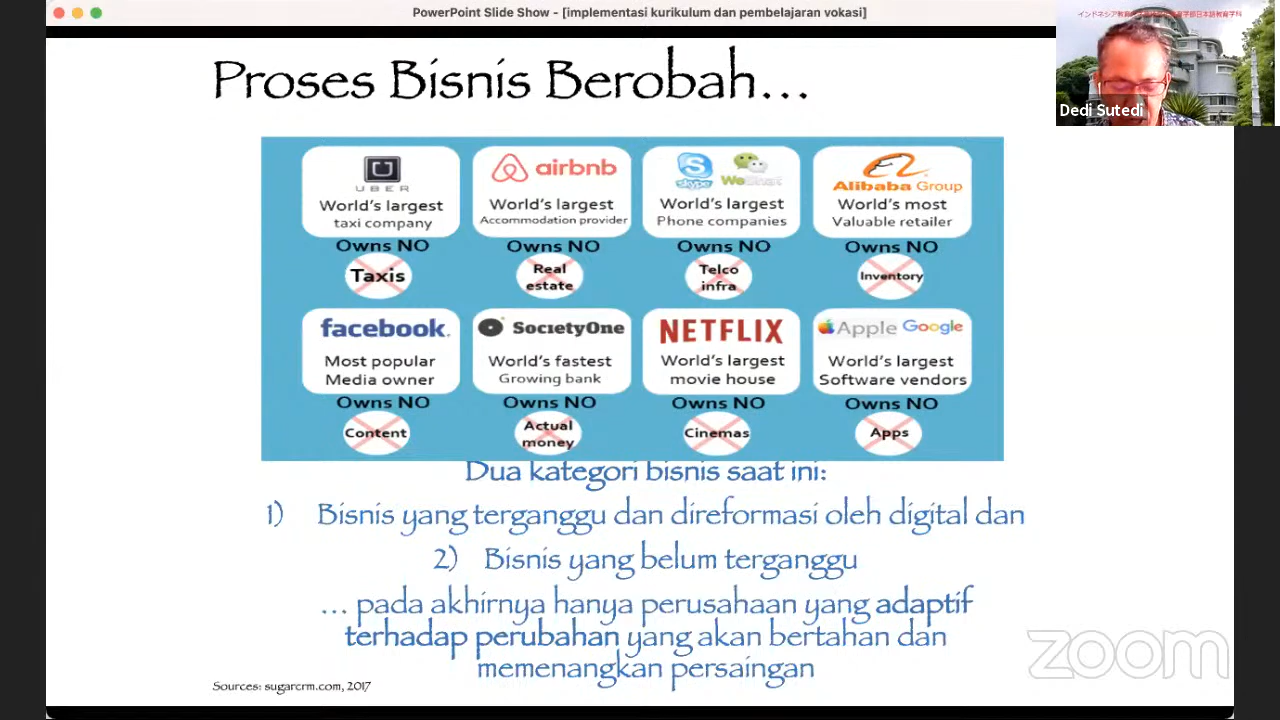 PowerPoint Slide Show - [implementasi kurikulum dan pembelajaran vokasi]
Dedi Sutedi
Proses Bisnis Berobah...
UBER
World's largest
taxi company
Owns NO
Taxis
airbnb
World's largest
Accommodation provider
Owns NO
Real
estate
skype WeChat
World's largest
Phone companies
Owns NO
Telco
infra
Alibaba Group
World's most
Valuable retailer
Owns NO
Inventory
facebook.
Most popular
Media owner
Owns NO
Content
SocietyOne
World's fastest
Growing bank
Owns NO
Actual
money
NETFLIX
World's largest
movie house
Owns NO
Cinemas
Apple Google
World's largest
Software vendors
Owns NO
Apps
Dua kategori bisnis saat ini:
1) Bisnis yang terganggu dan direformasi oleh digital dan
2) Bisnis yang belum terganggu
... pada akhirnya hanya perusahaan yang adaptif
terhadap perubahan yang akan bertahan dan
memenangkan persaingan
Sources: sugarcrm.com, 2017
zoom